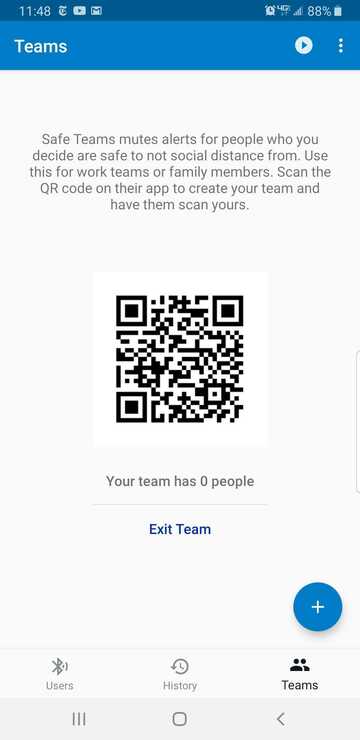 11:48 88%
Teams
Safe Teams mutes alerts for people who you
decide are safe to not social distance from. Use
this for work teams or family members. Scan the
QR code on their app to create your team and
have them scan yours.
Your team has 0 people
Exit Team
+
Users History Teams